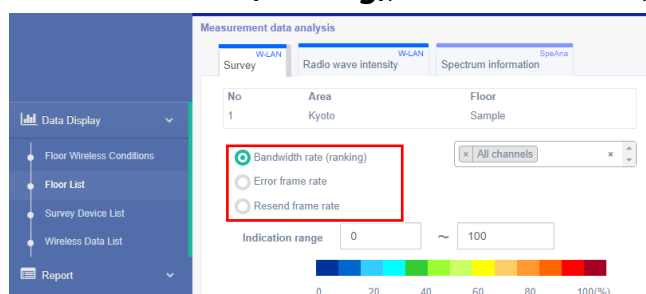 Measurement data analysis
W-LAN
Survey
W-LAN
Radio wave intensity
SpeAna
Spectrum information
No Area Floor
1 Kyoto Sample
Data Display
Floor Wireless Conditions
Floor List
Survey Device List
Wireless Data List
Report
Bandwidth rate (ranking)
Error frame rate
Resend frame rate
× All channels ×
Indication range 0 ~ 100
0 20 40 60 80 100(%)